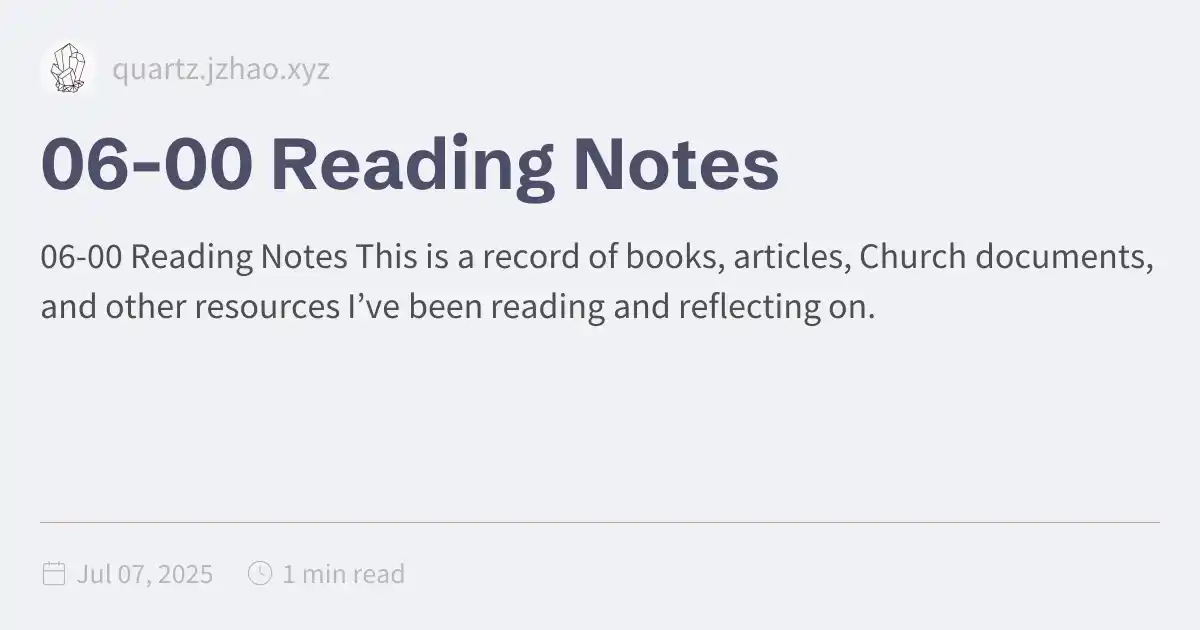 quartz.jzhao.xyz
06-00 Reading Notes
06-00 Reading Notes This is a record of books, articles, Church documents,
and other resources I’ve been reading and reflecting on.
Jul 07, 2025 1 min read